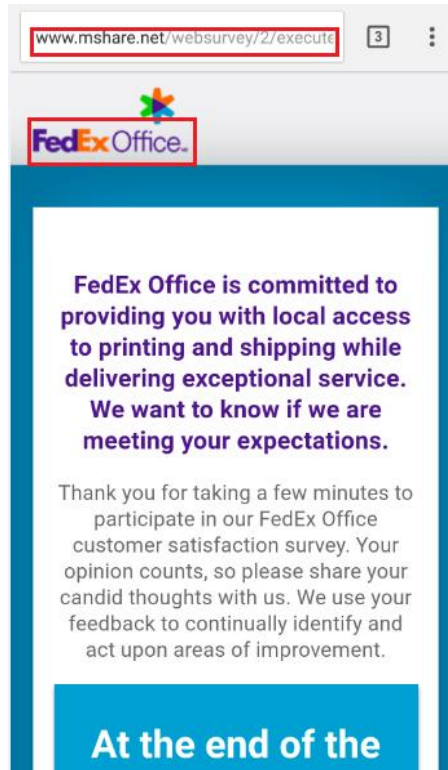 www.mshare.net/websurvey/2/execute
3
FedEx Office.
FedEx Office is committed to
providing you with local access
to printing and shipping while
delivering exceptional service.
We want to know if we are
meeting your expectations.
Thank you for taking a few minutes to
participate in our FedEx Office
customer satisfaction survey. Your
opinion counts, so please share your
candid thoughts with us. We use your
feedback to continually identify and
act upon areas of improvement.
At the end of the